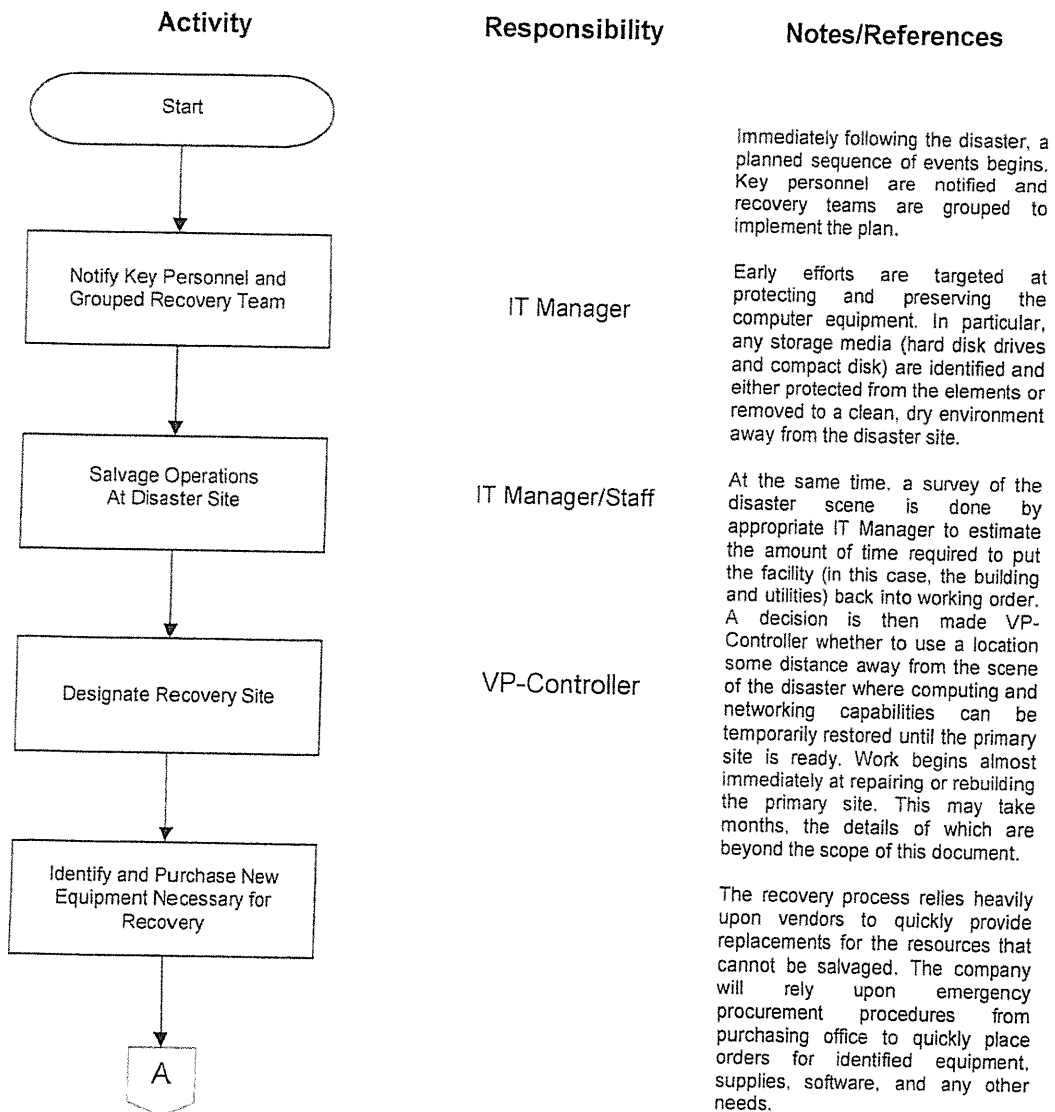 Activity
Responsibility
Notes/References
Start
Immediately following the disaster, a
planned sequence of events begins.
Key personnel are notified and
recovery teams are grouped to
implement the plan.
Notify Key Personnel and
Grouped Recovery Team
IT Manager
Early efforts are targeted at
protecting and preserving the
computer equipment. In particular,
any storage media (hard disk drives
and compact disk) are identified and
either protected from the elements or
removed to a clean, dry environment
away from the disaster site.
Salvage Operations
At Disaster Site
IT Manager/Staff
At the same time, a survey of the
disaster scene is done by
appropriate IT Manager to estimate
the amount of time required to put
the facility (in this case, the building
and utilities) back into working order.
A decision is then made VP-
Controller whether to use a location
some distance away from the scene
of the disaster where computing and
networking capabilities can be
temporarily restored until the primary
site is ready. Work begins almost
immediately at repairing or rebuilding
the primary site. This may take
months, the details of which are
beyond the scope of this document.
Designate Recovery Site
VP-Controller
Identify and Purchase New
Equipment Necessary for
Recovery
The recovery process relies heavily
upon vendors to quickly provide
replacements for the resources that
cannot be salvaged. The company
will rely upon emergency
procurement procedures from
purchasing office to quickly place
orders for identified equipment,
supplies, software, and any other
needs.
A